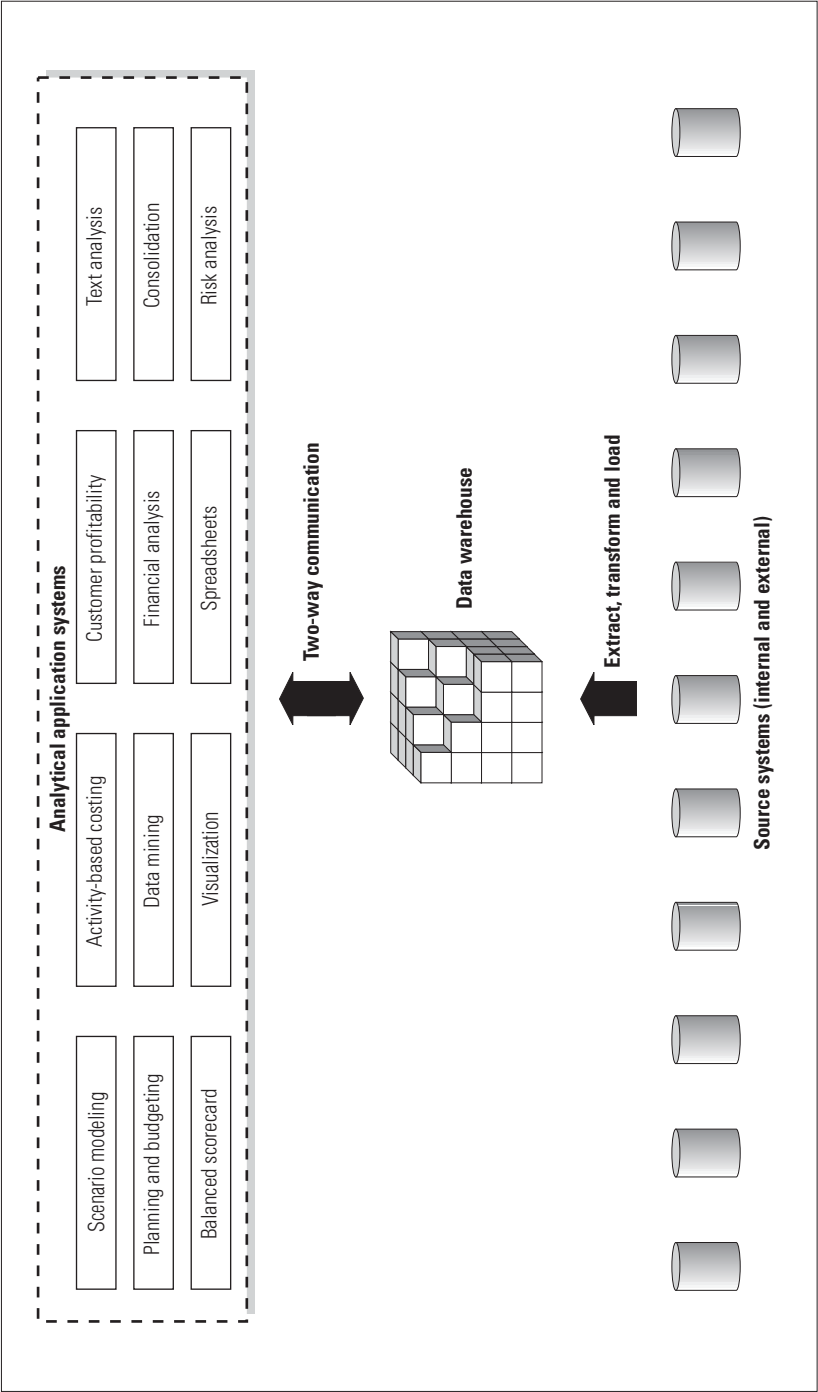 Analytical application systems
Scenario modeling
Activity-based costing
Customer profitability
Text analysis
Planning and budgeting
Data mining
Financial analysis
Consolidation
Balanced scorecard
Visualization
Spreadsheets
Risk analysis
Two-way communication
Data warehouse
Extract, transform and load
Source systems (internal and external)